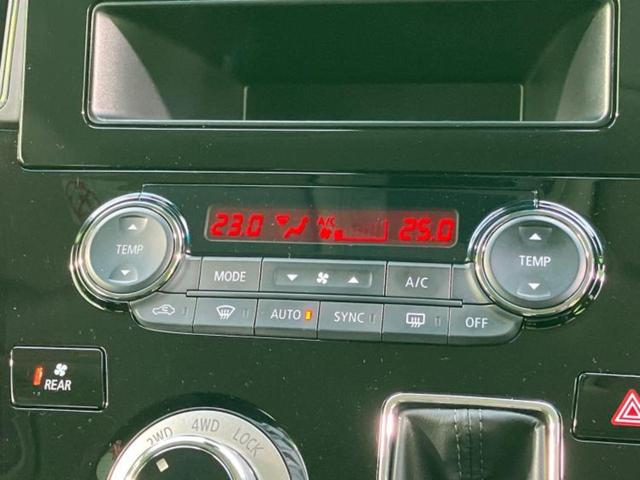 23.0 A/C 25.0
TEMP
TEMP
MODE A/C
AUTO SYNC OFF
REAR
2WD 4WD LOCK